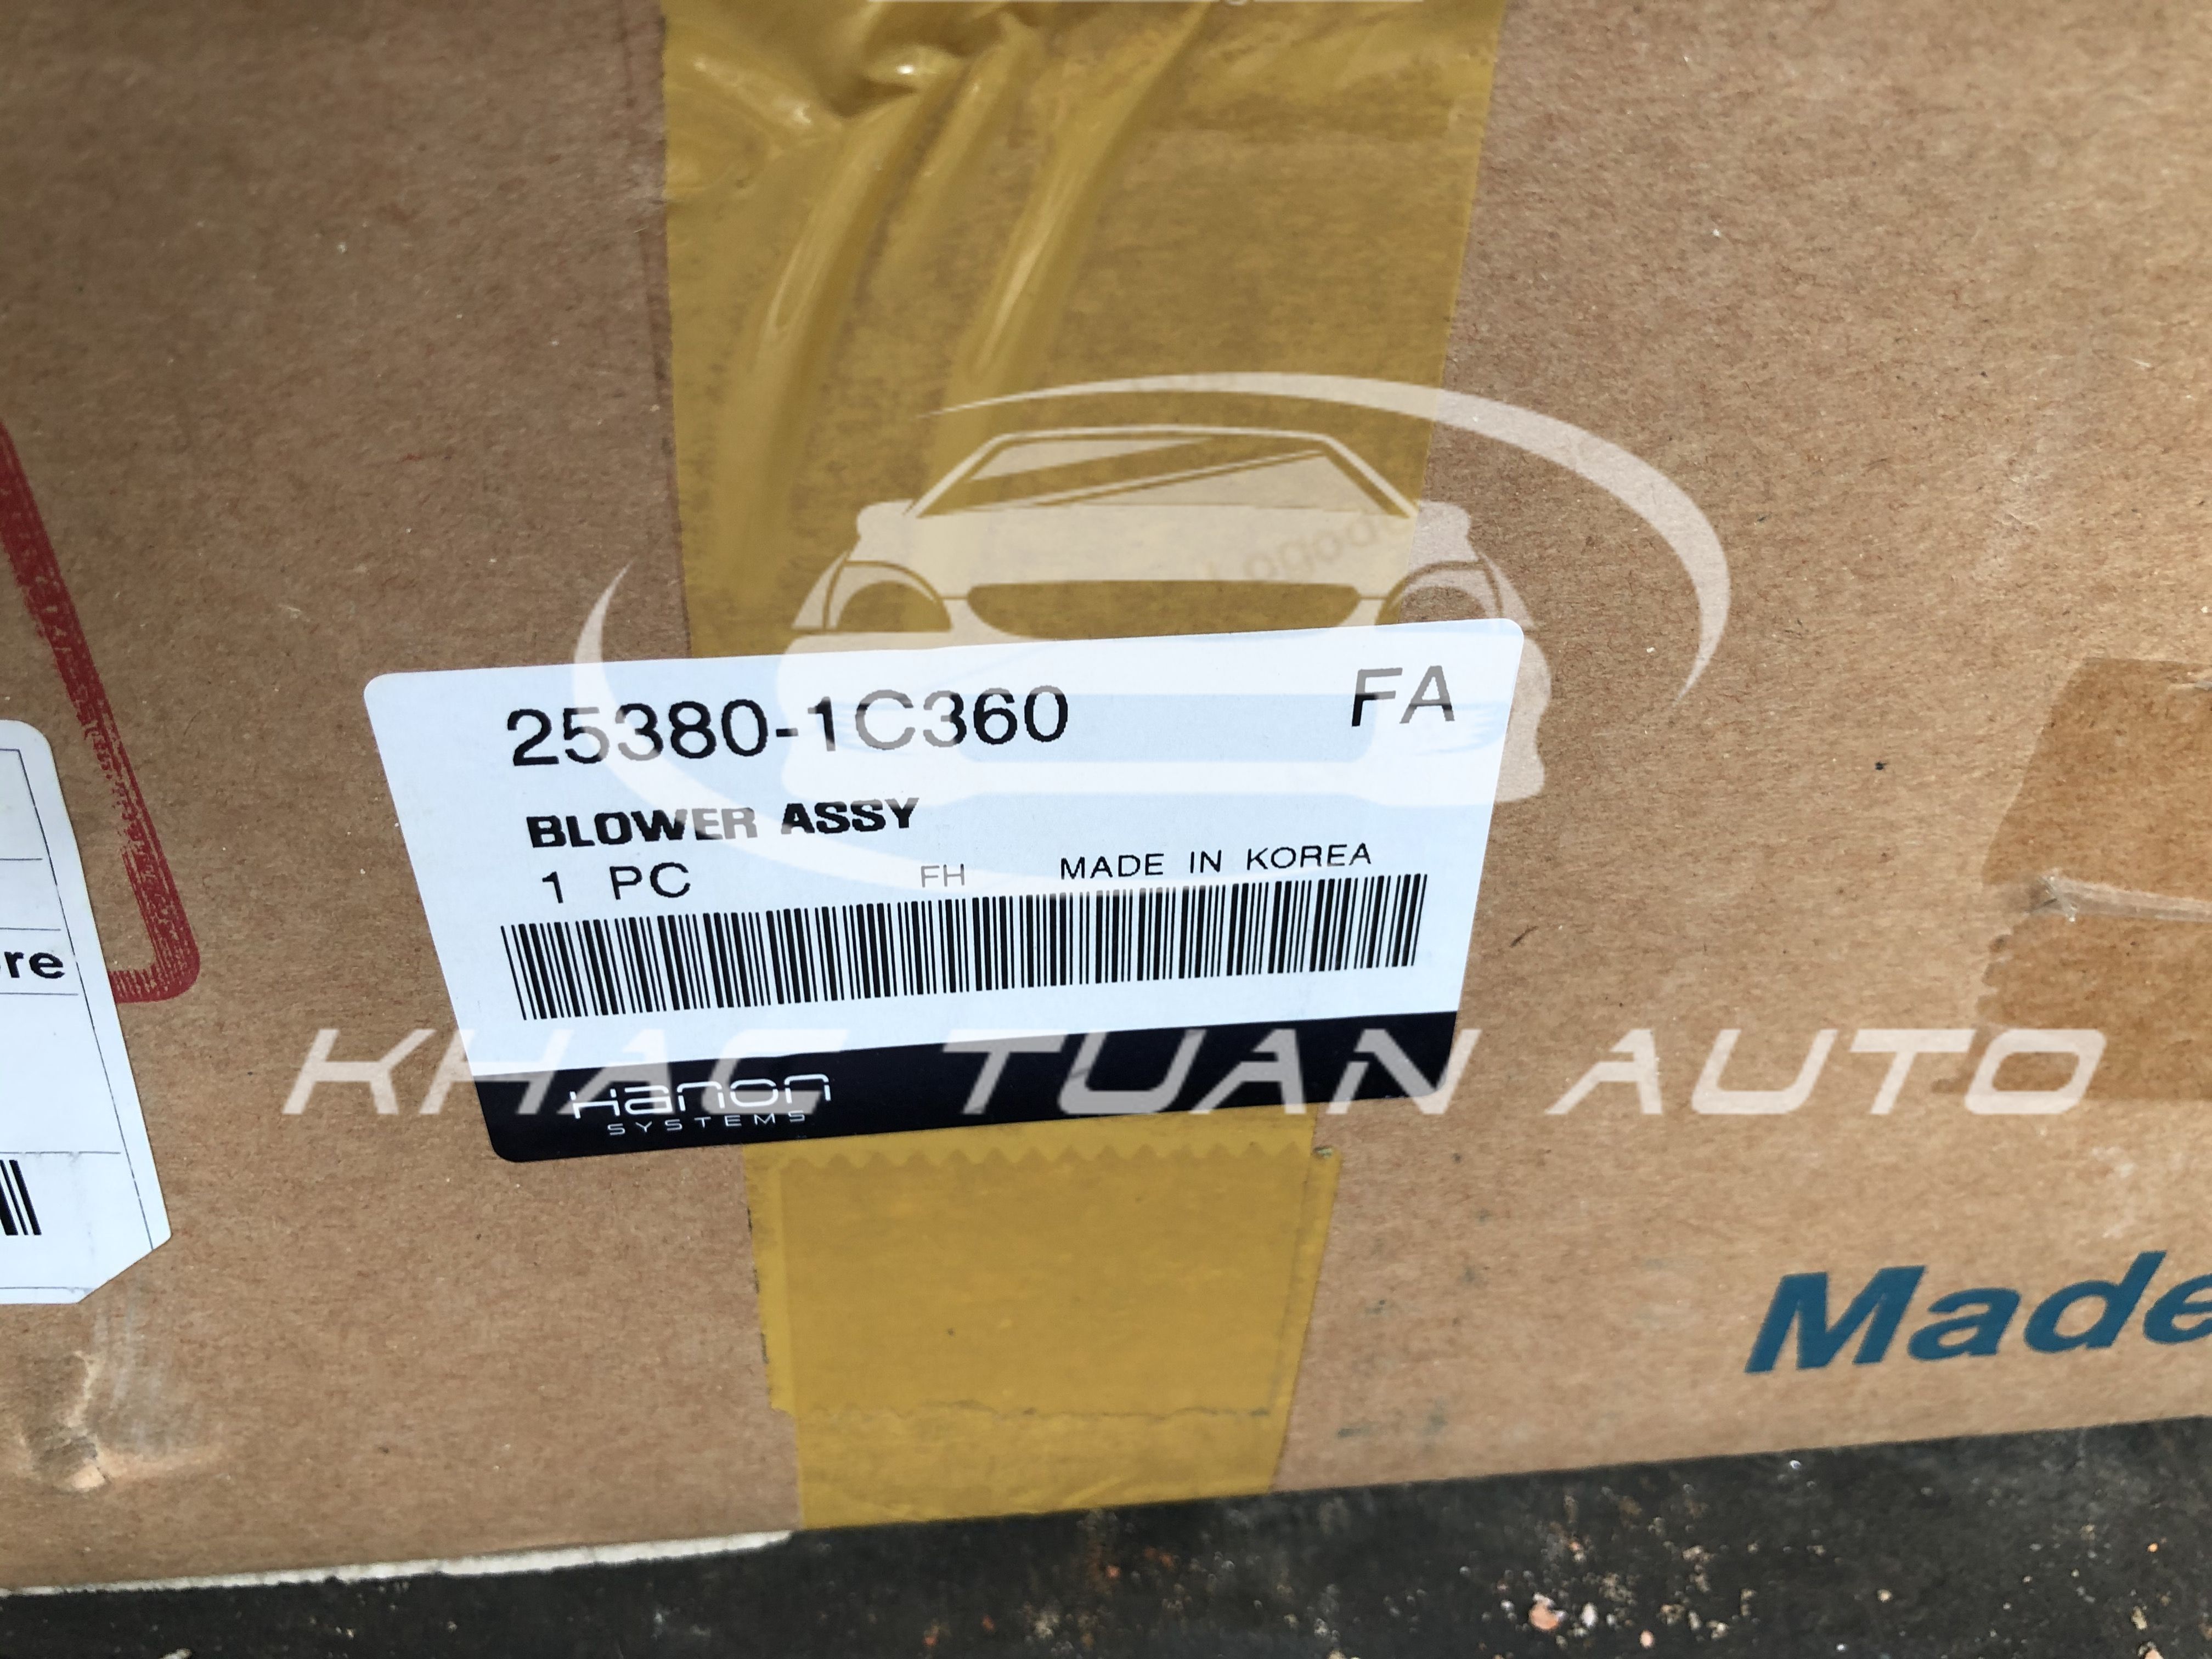 25380-1C360 FA
BLOWER ASSY
1 PC FH MADE IN KOREA
Hanon
SYSTEMS
KHAC TUAN AUTO
re
Made